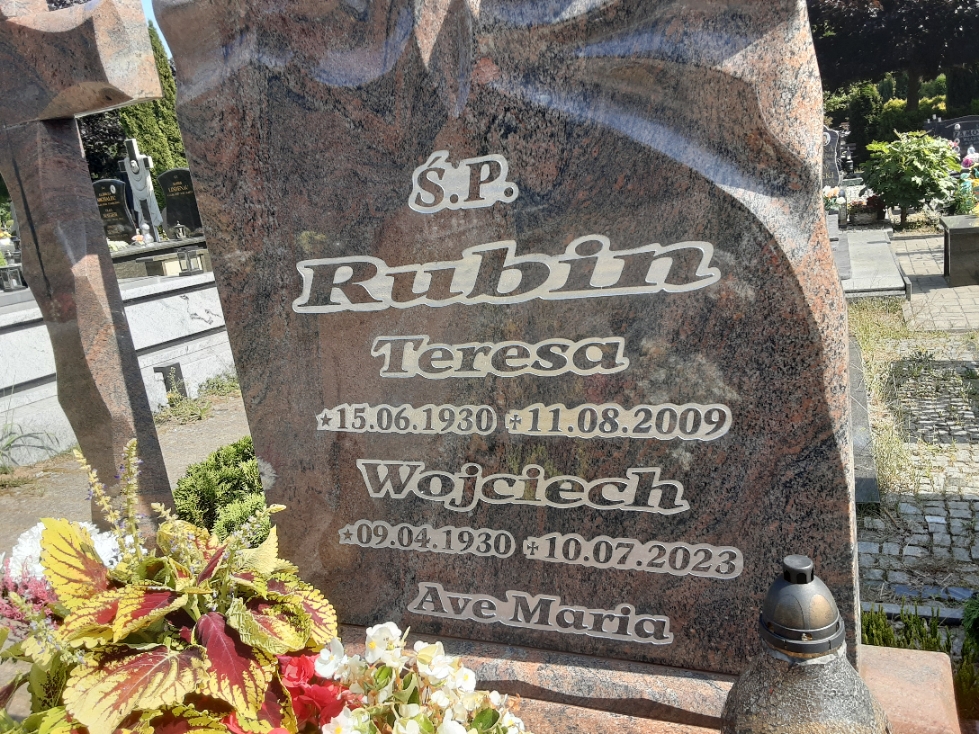 Ś.P.
Rubin
Teresa
★15.06.1930 ✝11.08.2009
Wojciech
★09.04.1930 ✝10.07.2023
Ave Maria